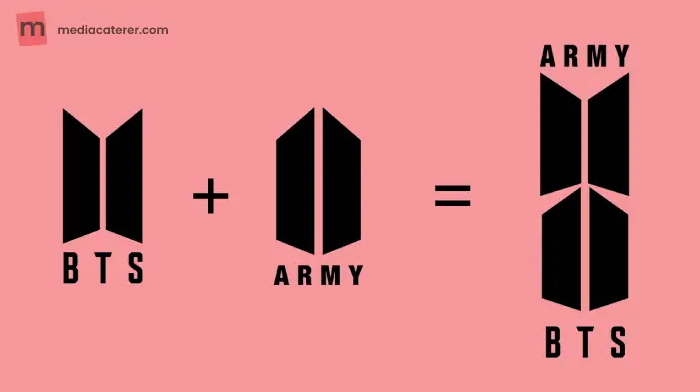 m mediacaterer.com
BTS
+
ARMY
=
ARMY
BTS